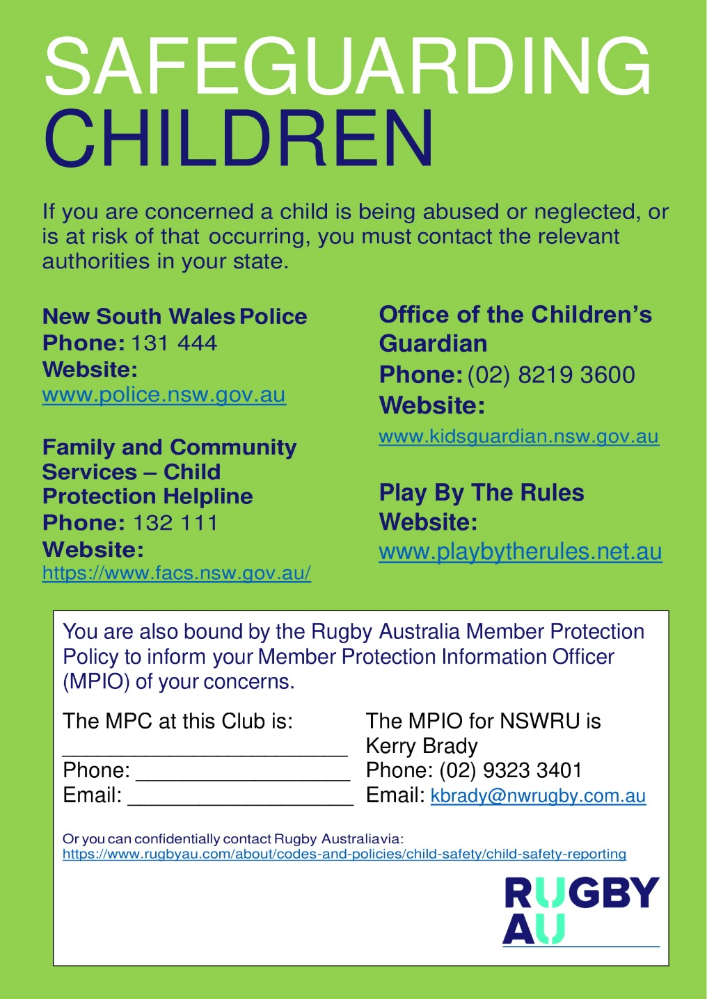 SAFEGUARDING
CHILDREN
If you are concerned a child is being abused or neglected, or
is at risk of that occurring, you must contact the relevant
authorities in your state.
New South Wales Police
Phone: 131 444
Website:
www.police.nsw.gov.au
Family and Community
Services – Child
Protection Helpline
Phone: 132 111
Website:
https://www.facs.nsw.gov.au/
Office of the Children’s
Guardian
Phone: (02) 8219 3600
Website:
www.kidsguardian.nsw.gov.au
Play By The Rules
Website:
www.playbytherules.net.au
You are also bound by the Rugby Australia Member Protection
Policy to inform your Member Protection Information Officer
(MPIO) of your concerns.
The MPC at this Club is:
Phone: ____________________
Email: _____________________
The MPIO for NSWRU is
Kerry Brady
Phone: (02) 9323 3401
Email: kbrady@nwrugby.com.au
Or you can confidentially contact Rugby Australiavia:
https://www.rugbyau.com/about/codes-and-policies/child-safety/child-safety-reporting
RUGBY
AU